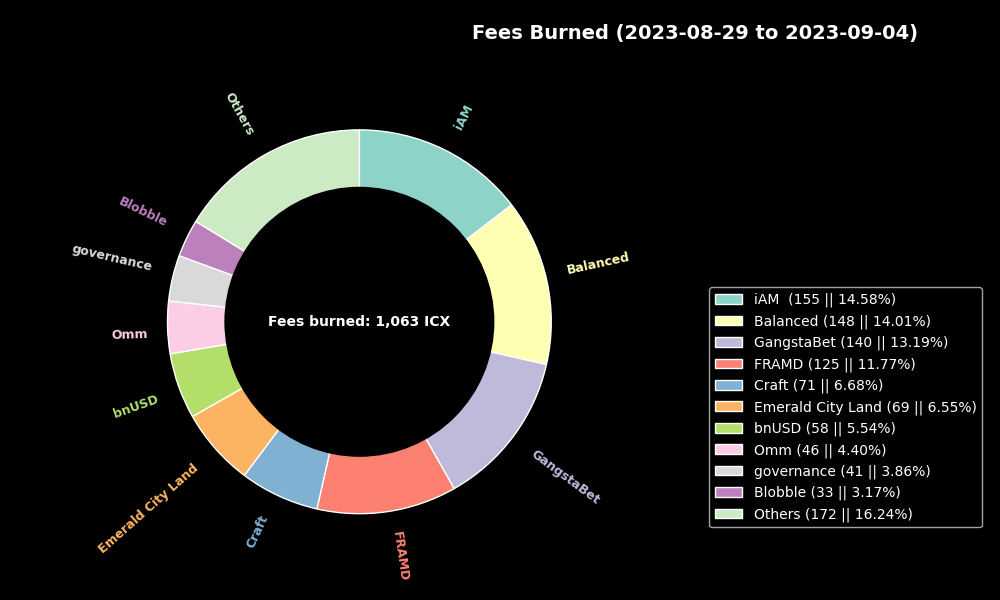 Fees Burned (2023-08-29 to 2023-09-04)
Others
iAM
Blobble
governance
Balanced
Omm
Fees burned: 1,063 ICX
bnUSD
GangstaBet
Emerald City Land
Craft
FRAMD
iAM  (155 || 14.58%)
Balanced (148 || 14.01%)
GangstaBet (140 || 13.19%)
FRAMD (125 || 11.77%)
Craft (71 || 6.68%)
Emerald City Land (69 || 6.55%)
bnUSD (58 || 5.54%)
Omm (46 || 4.40%)
governance (41 || 3.86%)
Blobble (33 || 3.17%)
Others (172 || 16.24%)